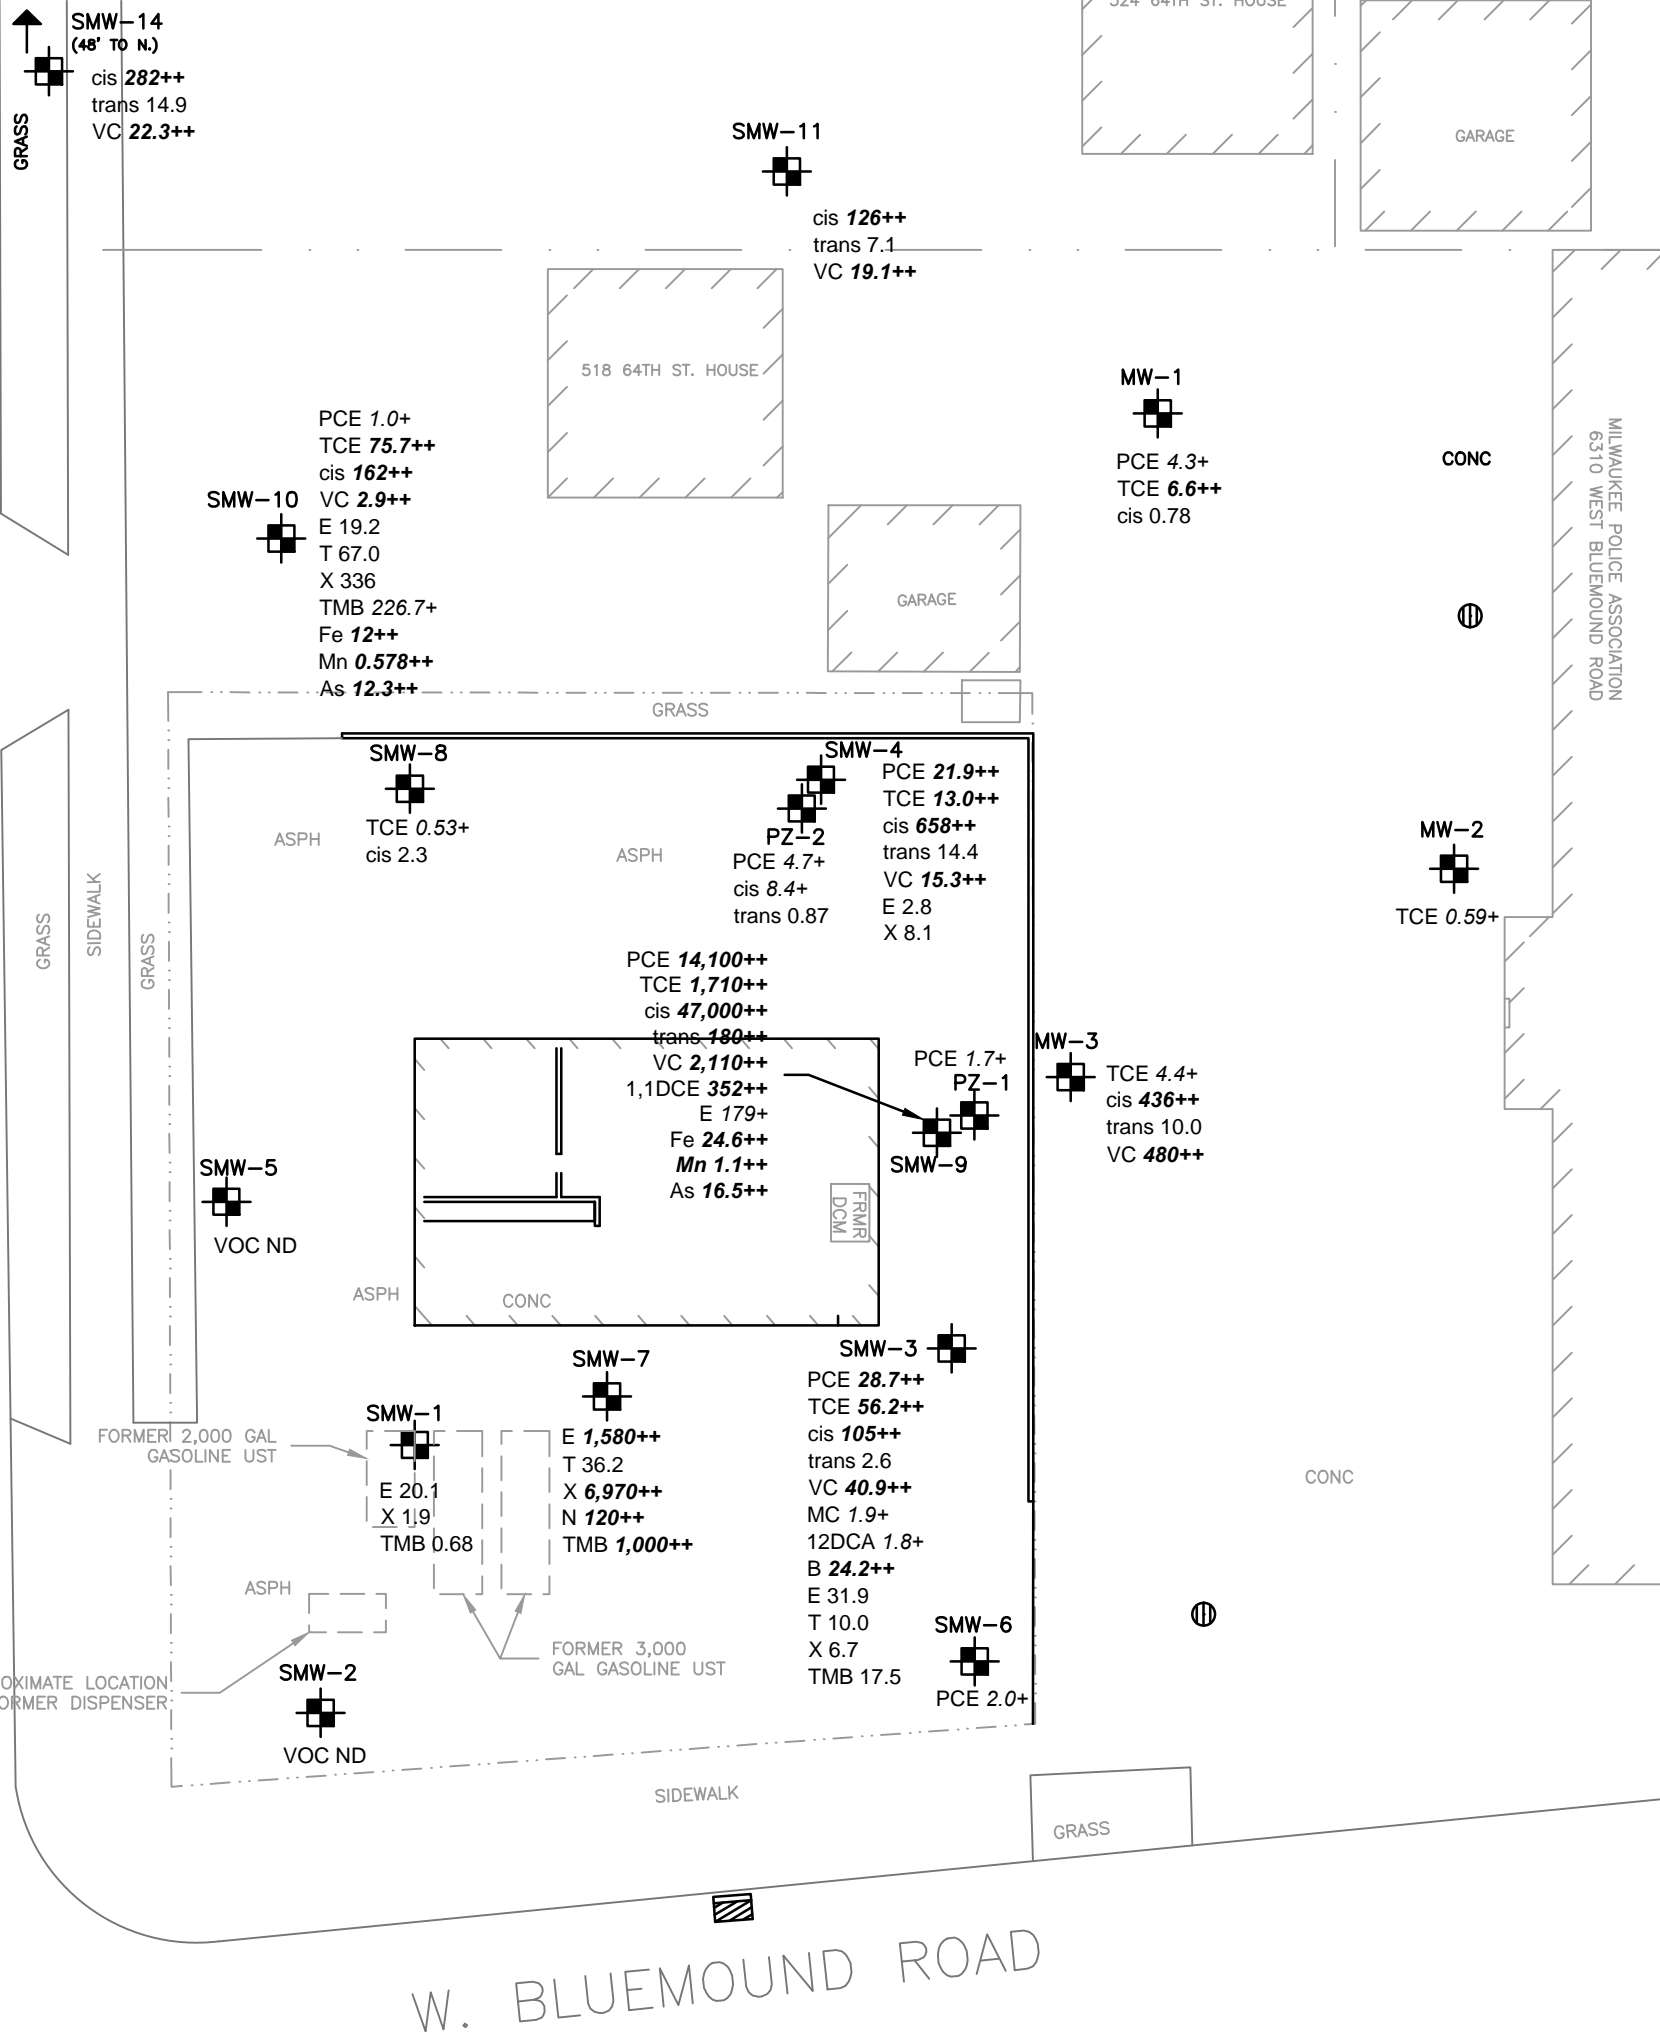 SMW-14
(48' TO N.)
cis 282++
trans 14.9
VC 22.3++
GRASS
524 64TH ST. HOUSE
GARAGE
SMW-11
cis 126++
trans 7.1
VC 19.1++
518 64TH ST. HOUSE
MW-1
PCE 4.3+
TCE 6.6++
cis 0.78
CONC
MILWAUKEE POLICE ASSOCIATION
6310 WEST BLUEMOUND ROAD
SMW-10
PCE 1.0+
TCE 75.7++
cis 162++
VC 2.9++
E 19.2
T 67.0
X 336
TMB 226.7+
Fe 12++
Mn 0.578++
As 12.3++
GARAGE
GRASS
SMW-8
TCE 0.53+
cis 2.3
ASPH
ASPH
SMW-4
PCE 21.9++
TCE 13.0++
cis 658++
trans 14.4
VC 15.3++
E 2.8
X 8.1
PZ-2
PCE 4.7+
cis 8.4+
trans 0.87
MW-2
TCE 0.59+
GRASS
SIDEWALK
GRASS
PCE 14,100++
TCE 1,710++
cis 47,000++
trans 180++
VC 2,110++
1,1DCE 352++
E 179+
Fe 24.6++
Mn 1.1++
As 16.5++
PCE 1.7+
PZ-1
SMW-9
MW-3
TCE 4.4+
cis 436++
trans 10.0
VC 480++
FRMR
DCM
SMW-5
VOC ND
ASPH
CONC
SMW-3
PCE 28.7++
TCE 56.2++
cis 105++
trans 2.6
VC 40.9++
MC 1.9+
12DCA 1.8+
B 24.2++
E 31.9
T 10.0
X 6.7
TMB 17.5
SMW-7
E 1,580++
T 36.2
X 6,970++
N 120++
TMB 1,000++
SMW-1
E 20.1
X 1.9
TMB 0.68
FORMER 2,000 GAL
GASOLINE UST
CONC
ASPH
FORMER 3,000
GAL GASOLINE UST
SMW-6
PCE 2.0+
SMW-2
VOC ND
OXIMATE LOCATION
ORMER DISPENSER
SIDEWALK
GRASS
W. BLUEMOUND ROAD